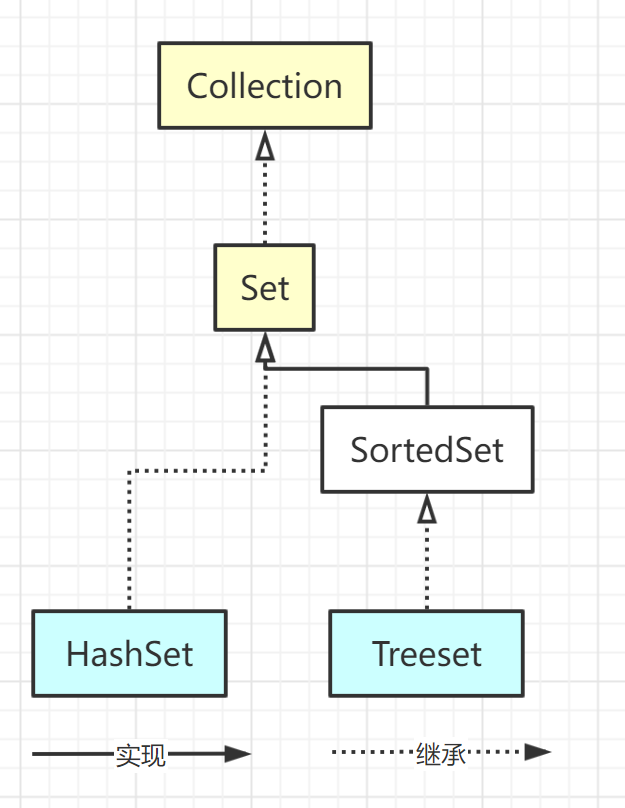 Collection
Set
SortedSet
HashSet
Treeset
实现
继承